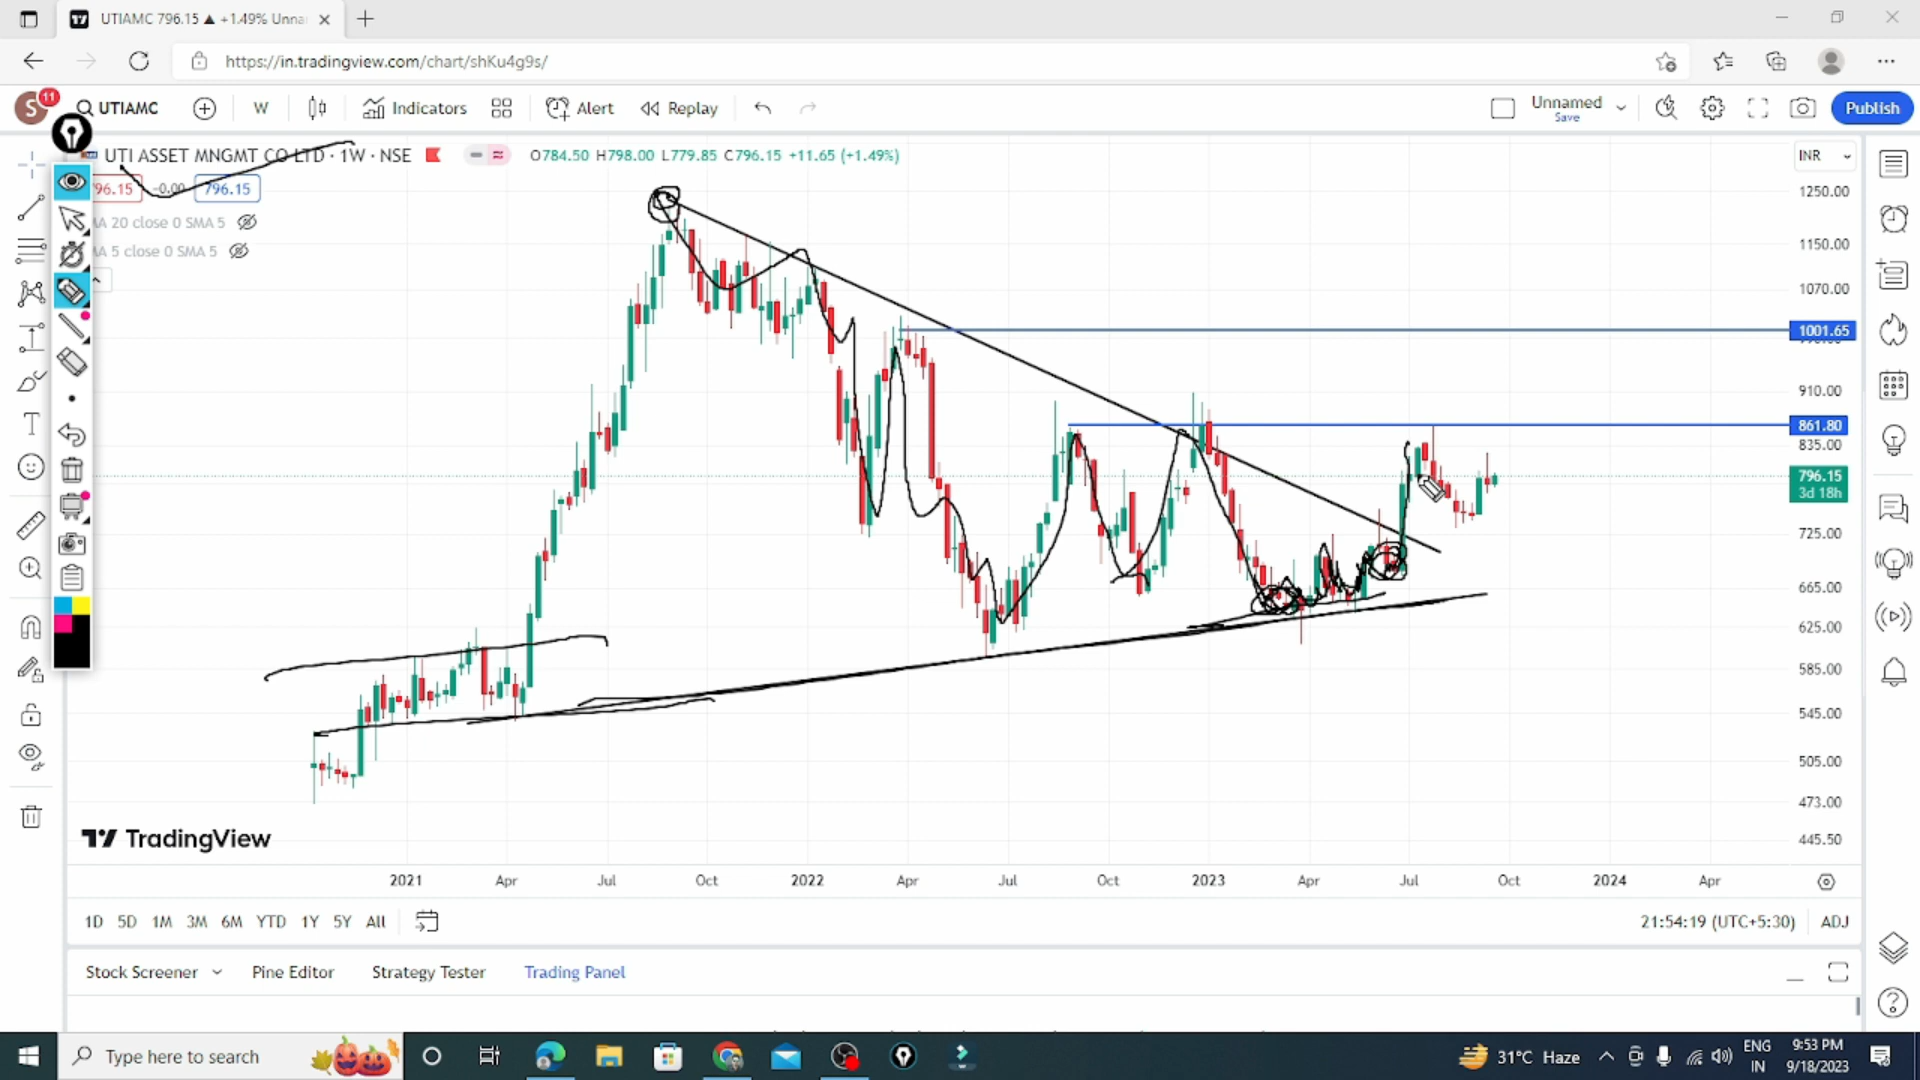 UTIAMC 796.15 ▲ +1.49% Unna
https://in.tradingview.com/chart/shKu4g9s/
S 11 UTIAMC W Indicators Alert Replay Unnamed Save Publish
UTI ASSET MNGMT CO LTD · 1W · NSE O784.50 H798.00 L779.85 C796.15 +11.65 (+1.49%) INR
96.15 -0.00 796.15
MA 20 close 0 SMA 5
MA 5 close 0 SMA 5
1250.00
1150.00
1070.00
1001.65
910.00
861.80
835.00
796.15
3d 18h
725.00
665.00
625.00
585.00
545.00
505.00
473.00
445.50
TradingView
2021 Apr Jul Oct 2022 Apr Jul Oct 2023 Apr Jul Oct 2024 Apr
1D 5D 1M 3M 6M YTD 1Y 5Y All 21:54:19 (UTC+5:30) ADJ
Stock Screener Pine Editor Strategy Tester Trading Panel
Type here to search 31°C Haze ENG IN 9:53 PM 9/18/2023